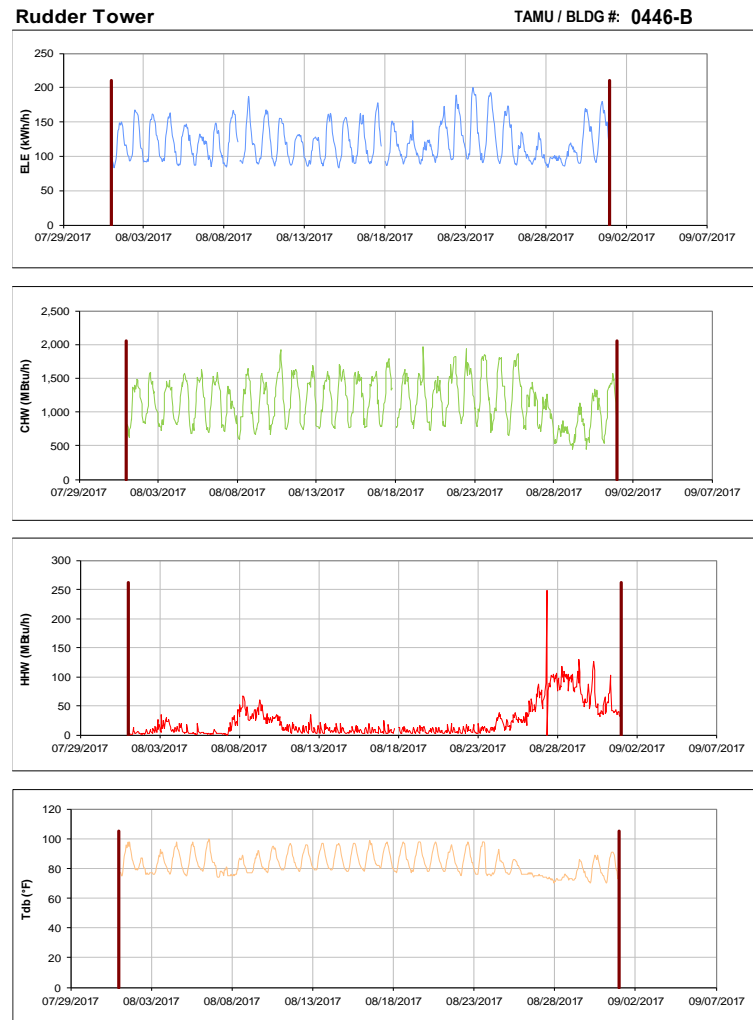 Rudder Tower TAMU / BLDG #: 0446-B
250
200
150
100
50
0
ELE (kWh/h)
07/29/2017 08/03/2017 08/08/2017 08/13/2017 08/18/2017 08/23/2017 08/28/2017 09/02/2017 09/07/2017
2,500
2,000
1,500
1,000
500
0
CHW (MBtu/h)
07/29/2017 08/03/2017 08/08/2017 08/13/2017 08/18/2017 08/23/2017 08/28/2017 09/02/2017 09/07/2017
300
250
200
150
100
50
0
HHW (MBtu/h)
07/29/2017 08/03/2017 08/08/2017 08/13/2017 08/18/2017 08/23/2017 08/28/2017 09/02/2017 09/07/2017
120
100
80
60
40
20
0
Tdb (°F)
07/29/2017 08/03/2017 08/08/2017 08/13/2017 08/18/2017 08/23/2017 08/28/2017 09/02/2017 09/07/2017